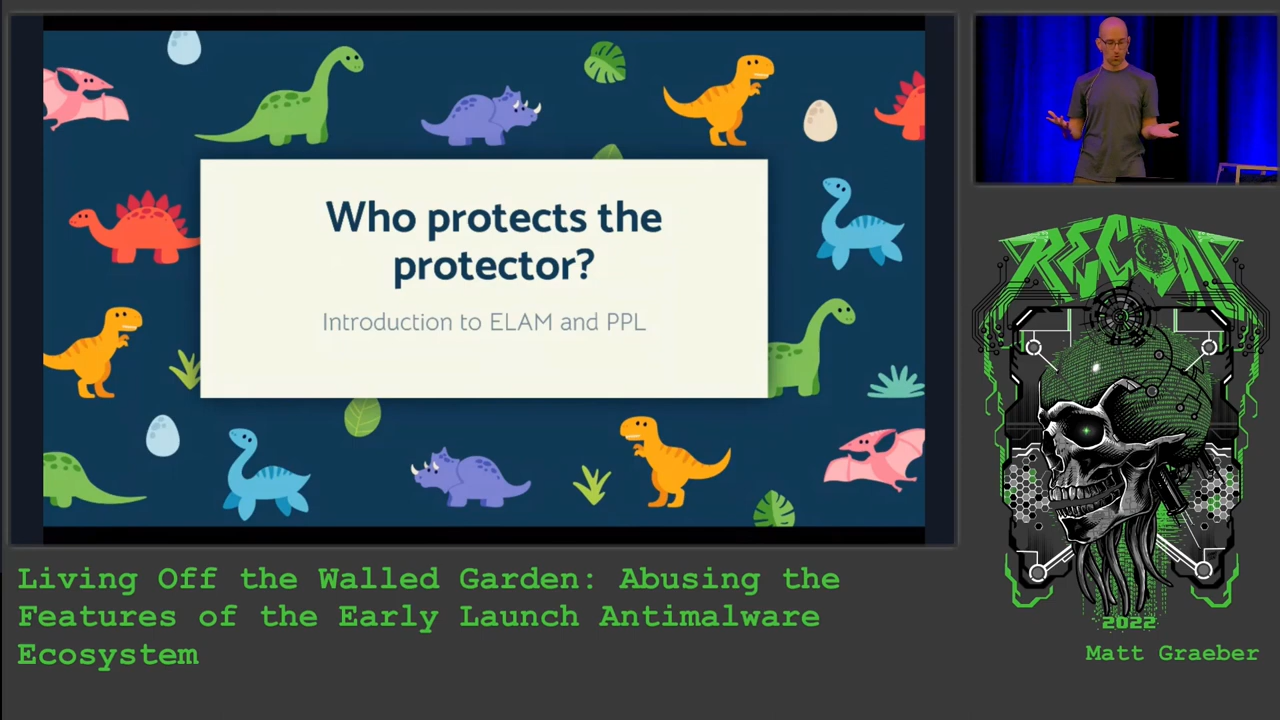 Who protects the
protector?
Introduction to ELAM and PPL
RECON
2022
Living Off the Walled Garden: Abusing the
Features of the Early Launch Antimalware
Ecosystem
Matt Graeber